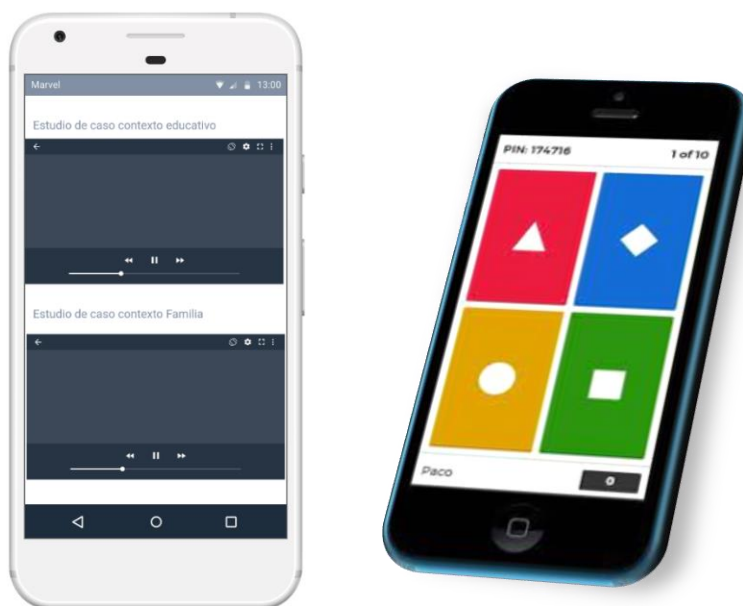 Marvel 13:00
Estudio de caso contexto educativo
Estudio de caso contexto Familia
PIN: 174716 1 of 10
Paco
0